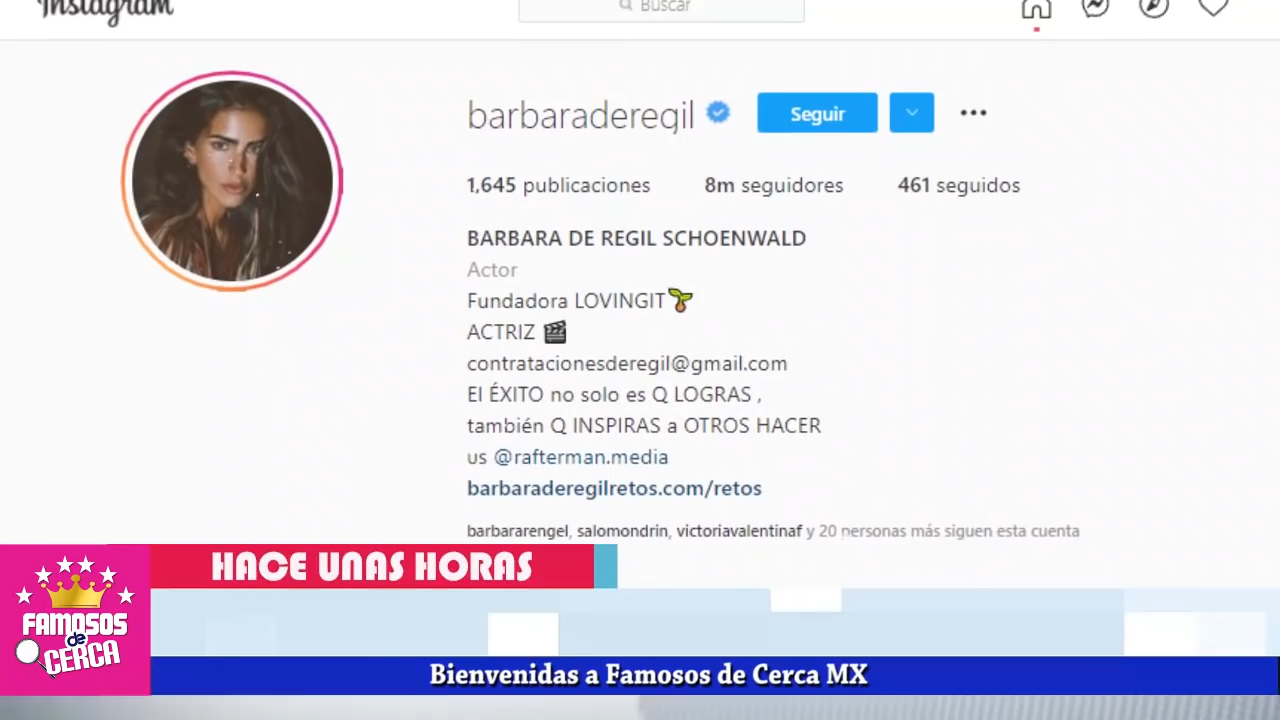 Instagram
Buscar
barbaraderegil
Seguir
1,645 publicaciones 8m seguidores 461 seguidos
BARBARA DE REGIL SCHOENWALD
Actor
Fundadora LOVINGIT
ACTRIZ
contratacionesderegil@gmail.com
El ÉXITO no solo es Q LOGRAS ,
también Q INSPIRAS a OTROS HACER
us @rafterman.media
barbaraderegilretos.com/retos
barbararengel, salomondrin, victoriavalentinaf y 20 personas más siguen esta cuenta
HACE UNAS HORAS
FAMOSOS
de
CERCA
Bienvenidas a Famosos de Cerca MX